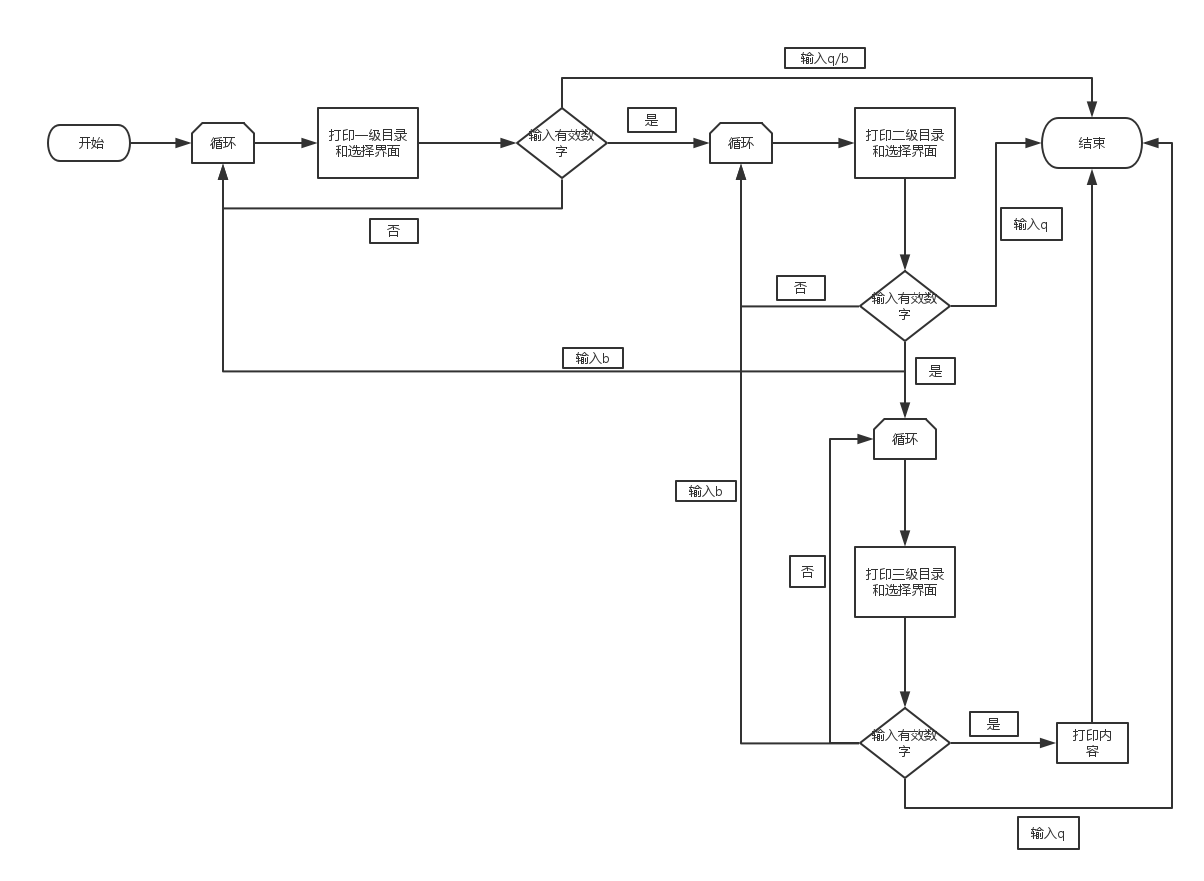 输入q/b
开始
循环
打印一级目录
和选择界面
输入有效数
字
是
循环
打印二级目录
和选择界面
结束
否
输入q
否
输入有效数
字
输入b
是
循环
输入b
否
打印三级目录
和选择界面
输入有效数
字
是
打印内
容
输入q